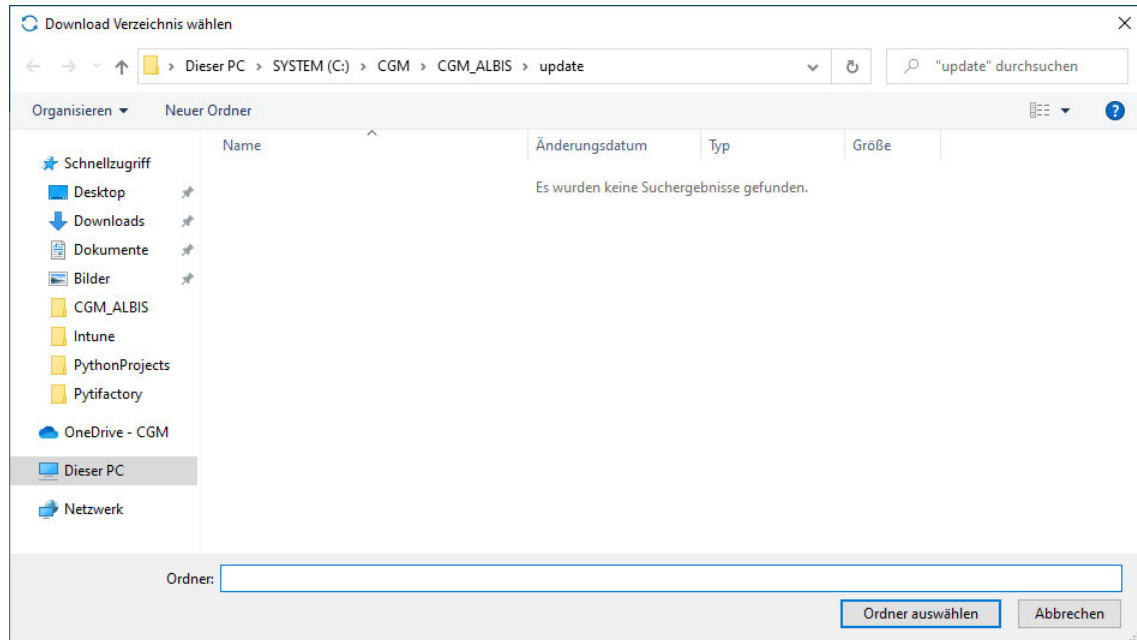 Download Verzeichnis wählen
Dieser PC > SYSTEM (C:) > CGM > CGM_ALBIS > update
"update" durchsuchen
Organisieren
Neuer Ordner
Name
Änderungsdatum
Typ
Größe
Es wurden keine Suchergebnisse gefunden.
Schnellzugriff
Desktop
Downloads
Dokumente
Bilder
CGM_ALBIS
Intune
PythonProjects
Pytifactory
OneDrive - CGM
Dieser PC
Netzwerk
Ordner:
Ordner auswählen
Abbrechen